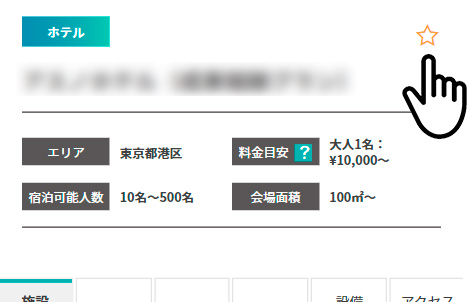 ホテル
エリア
東京都港区
料金目安 ?
大人1名：
¥10,000～
宿泊可能人数
10名～500名
会場面積
100㎡～
施設
設備
アクセス